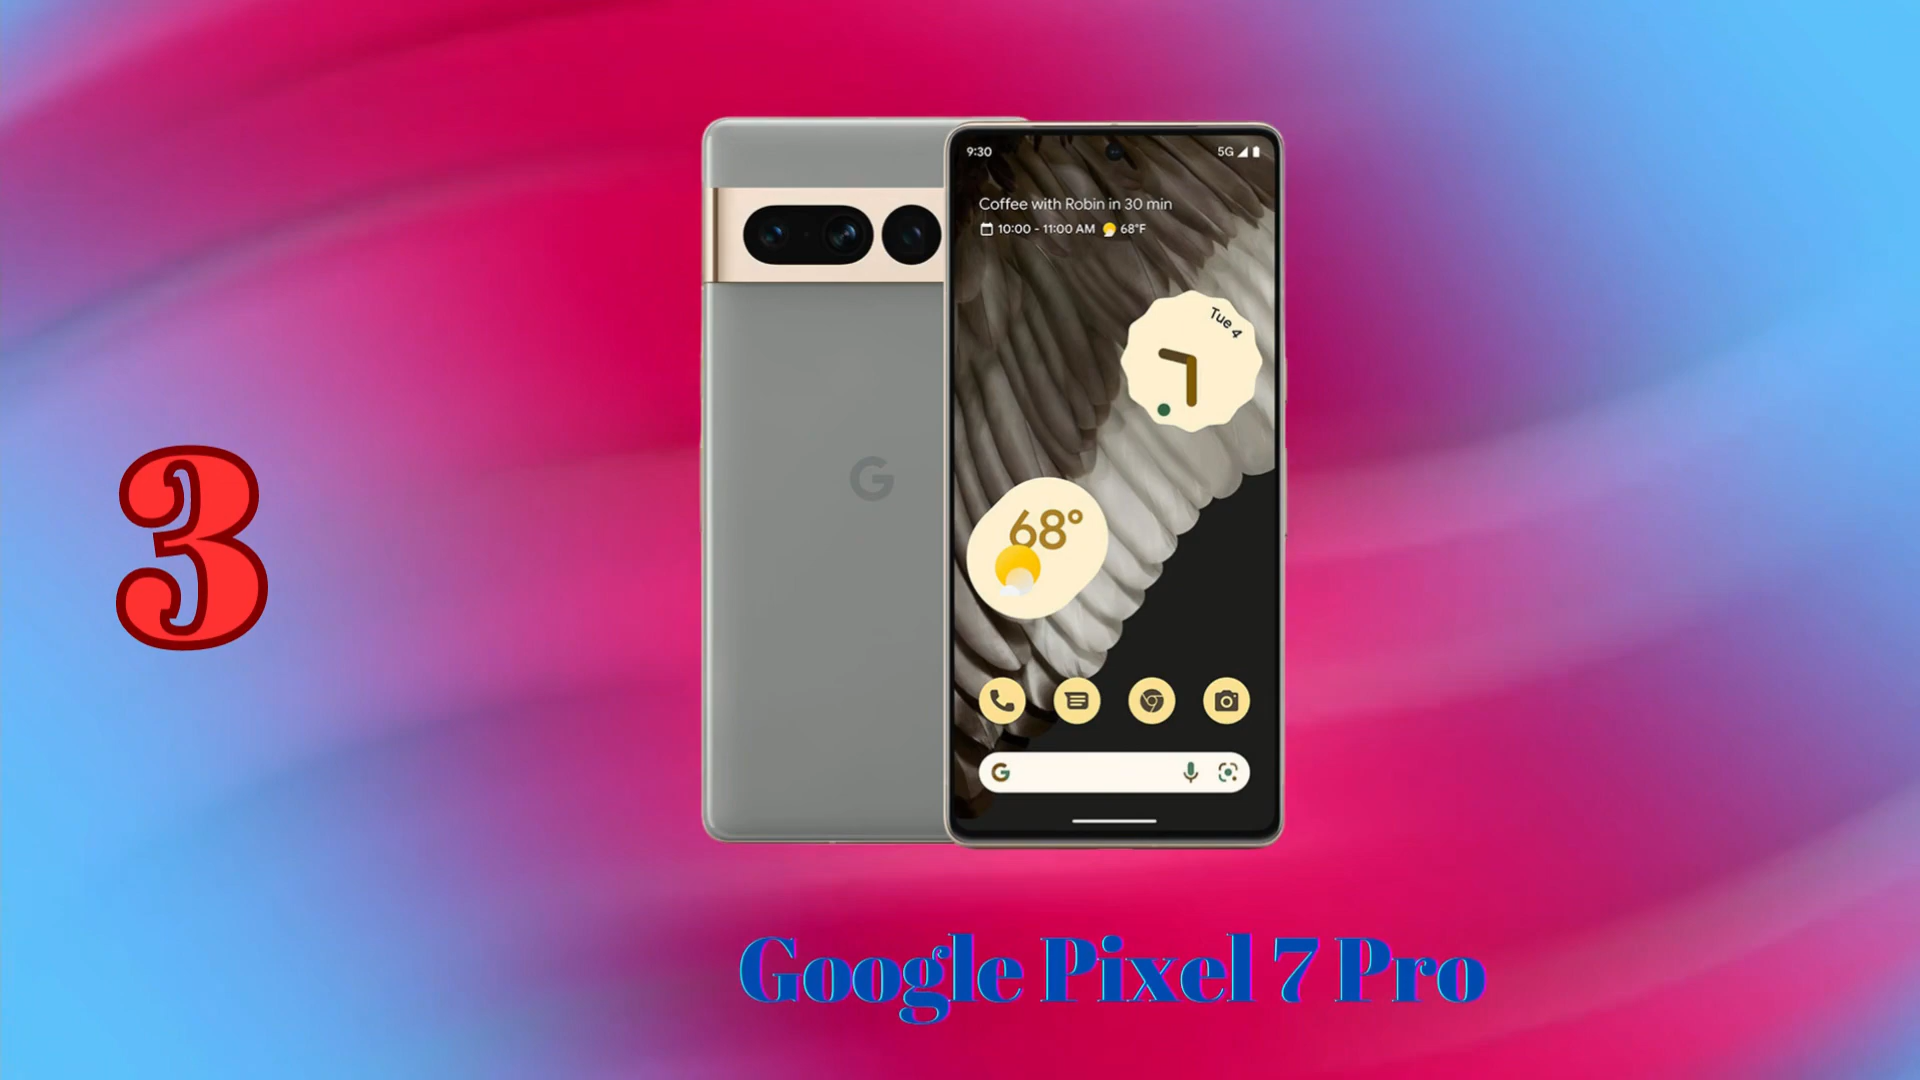 3
9:30
5G
Coffee with Robin in 30 min
10:00 - 11:00 AM 68°F
Tue 4
68°
G
G
Google Pixel 7 Pro